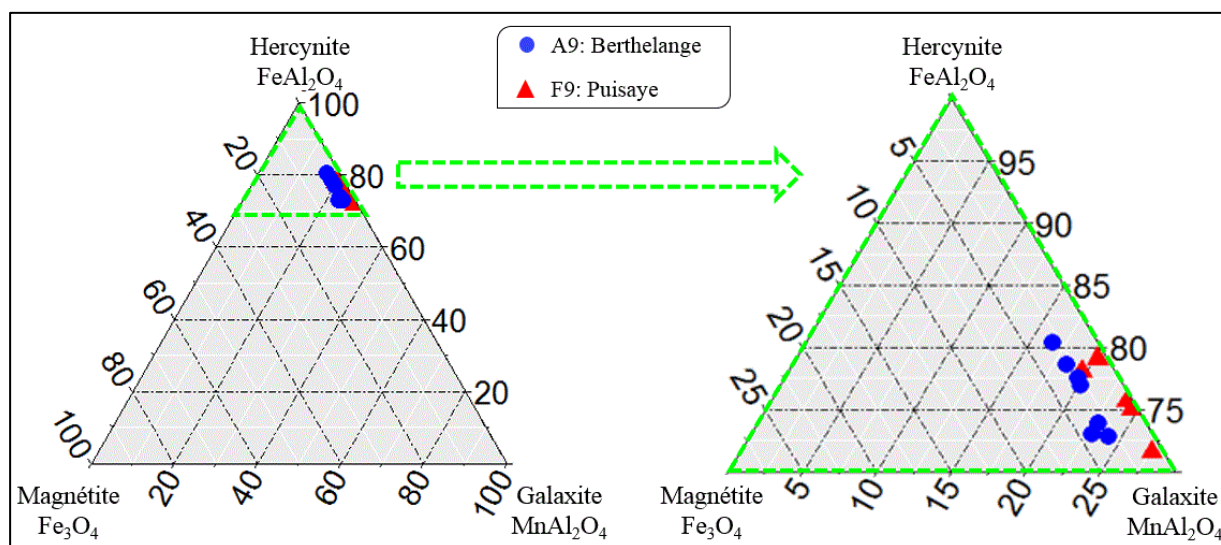 Hercynite
FeAl₂O₄
A9: Berthelange
F9: Puisaye
Hercynite
FeAl₂O₄
100
20
80
40
60
60
40
80
20
100
Magnétite
Fe₃O₄
20
40
60
80
100
Galaxite
MnAl₂O₄
5
95
10
90
15
85
20
80
25
75
Magnétite
Fe₃O₄
5
10
15
20
25
Galaxite
MnAl₂O₄